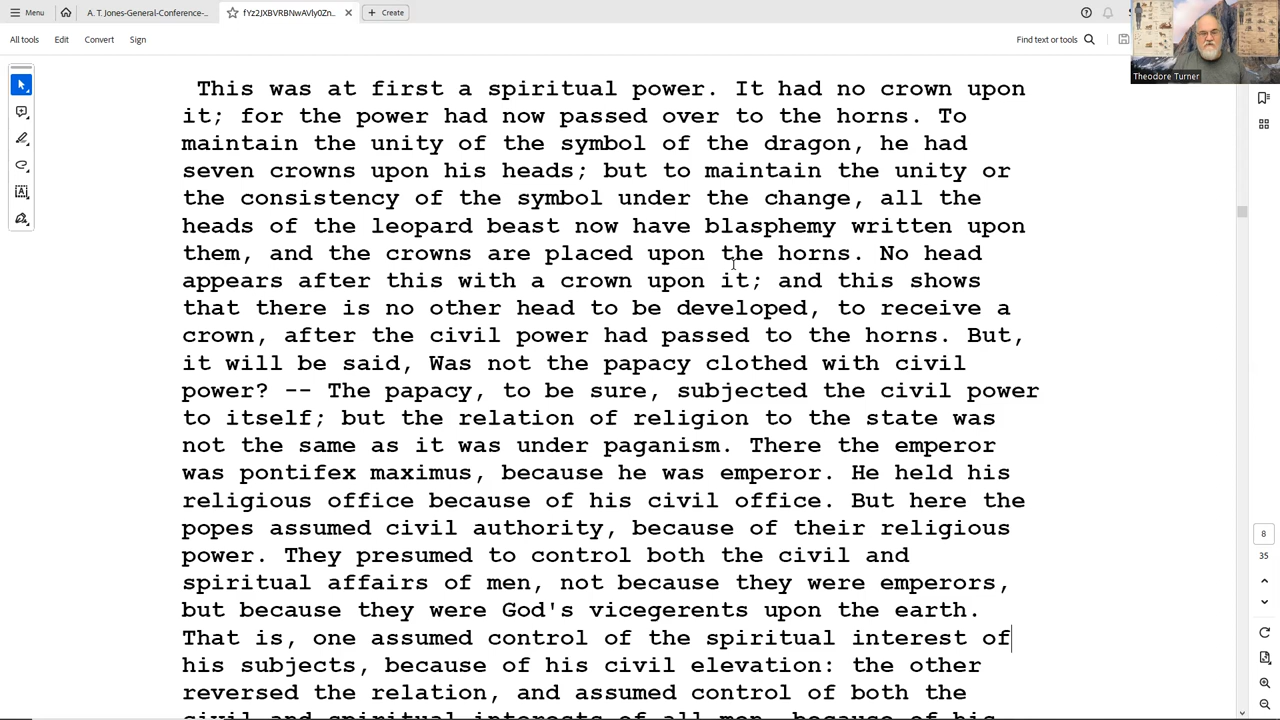 Menu
A. T. Jones-General-Conference-...
fYz2JXBVRBNwAVly0Zn...
Create
All tools
Edit
Convert
Sign
Find text or tools
Theodore Turner
This was at first a spiritual power. It had no crown upon
it; for the power had now passed over to the horns. To
maintain the unity of the symbol of the dragon, he had
seven crowns upon his heads; but to maintain the unity or
the consistency of the symbol under the change, all the
heads of the leopard beast now have blasphemy written upon
them, and the crowns are placed upon the horns. No head
appears after this with a crown upon it; and this shows
that there is no other head to be developed, to receive a
crown, after the civil power had passed to the horns. But,
it will be said, Was not the papacy clothed with civil
power? -- The papacy, to be sure, subjected the civil power
to itself; but the relation of religion to the state was
not the same as it was under paganism. There the emperor
was pontifex maximus, because he was emperor. He held his
religious office because of his civil office. But here the
popes assumed civil authority, because of their religious
power. They presumed to control both the civil and
spiritual affairs of men, not because they were emperors,
but because they were God's vicegerents upon the earth.
That is, one assumed control of the spiritual interest of
his subjects, because of his civil elevation: the other
reversed the relation, and assumed control of both the
civil and spiritual interests of all men, because of his
8
35